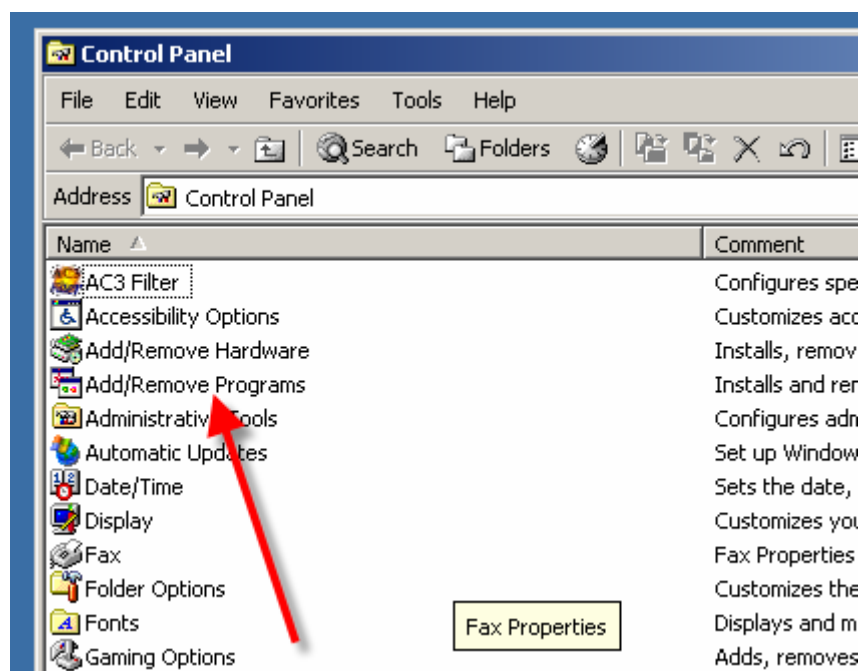 Control Panel
File Edit View Favorites Tools Help
Back Search Folders
Address Control Panel
Name Comment
AC3 Filter Configures spe
Accessibility Options Customizes acc
Add/Remove Hardware Installs, remov
Add/Remove Programs Installs and rem
Administrative Tools Configures adm
Automatic Updates Set up Window
Date/Time Sets the date,
Display Customizes you
Fax Fax Properties
Folder Options Customizes the
Fonts Fax Properties Displays and m
Gaming Options Adds, removes